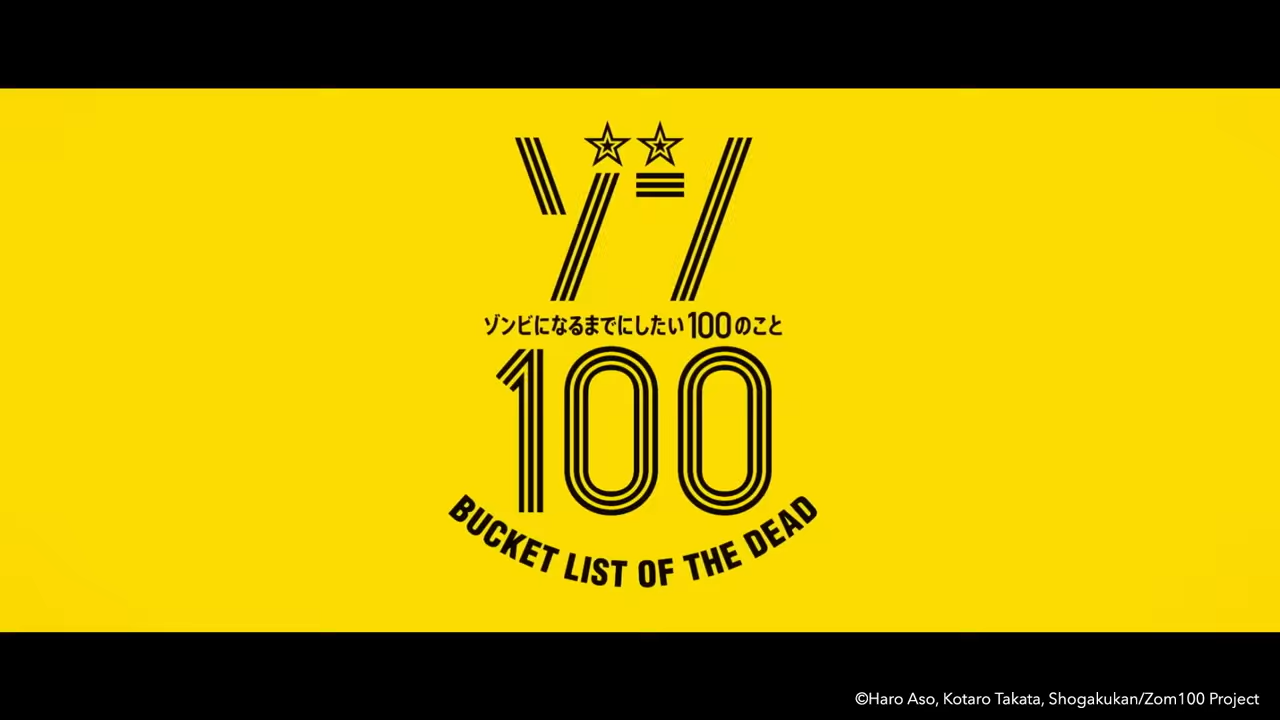 ゾン
ゾンビになるまでにしたい100のこと
100
BUCKET LIST OF THE DEAD
©Haro Aso, Kotaro Takata, Shogakukan/Zom100 Project